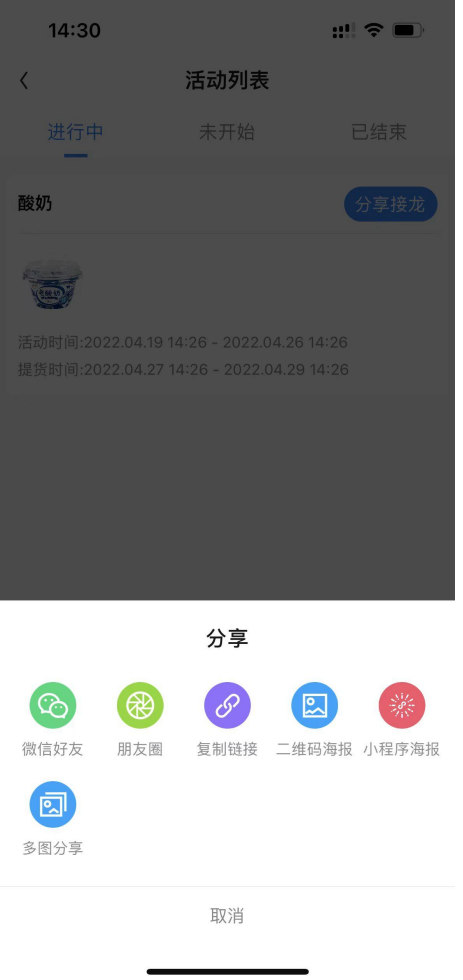 14:30
活动列表
进行中 未开始 已结束
酸奶 分享接龙
老酸奶
活动时间:2022.04.19 14:26 - 2022.04.26 14:26
提货时间:2022.04.27 14:26 - 2022.04.29 14:26
分享
微信好友 朋友圈 复制链接 二维码海报 小程序海报
多图分享
取消